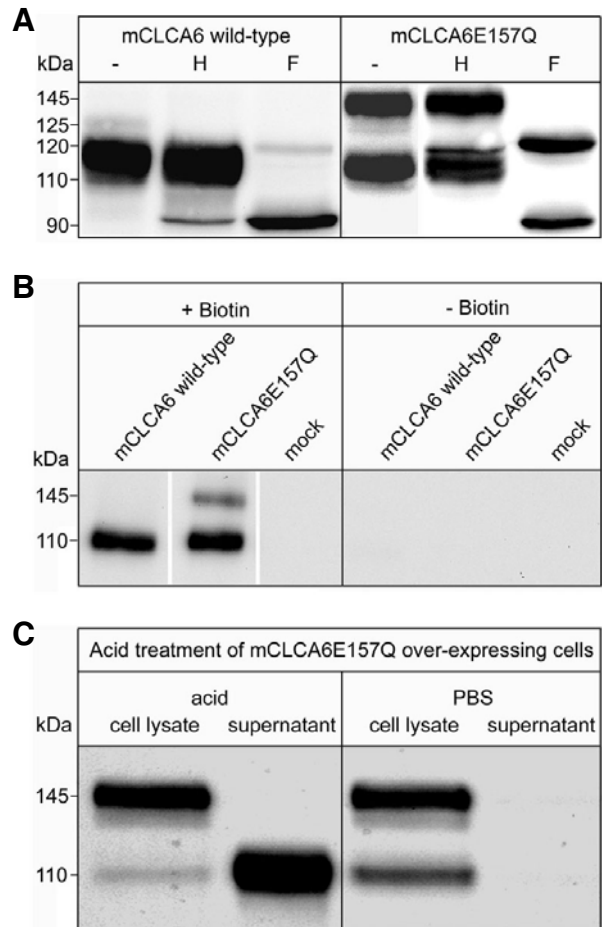 A
mCLCA6 wild-type mCLCA6E157Q
kDa - H F - H F
145-
125-
120-
110-
90-
B
+ Biotin - Biotin
mCLCA6 wild-type mCLCA6E157Q mock mCLCA6 wild-type mCLCA6E157Q mock
kDa
145-
110-
C
Acid treatment of mCLCA6E157Q over-expressing cells
acid PBS
kDa cell lysate supernatant cell lysate supernatant
145-
110-